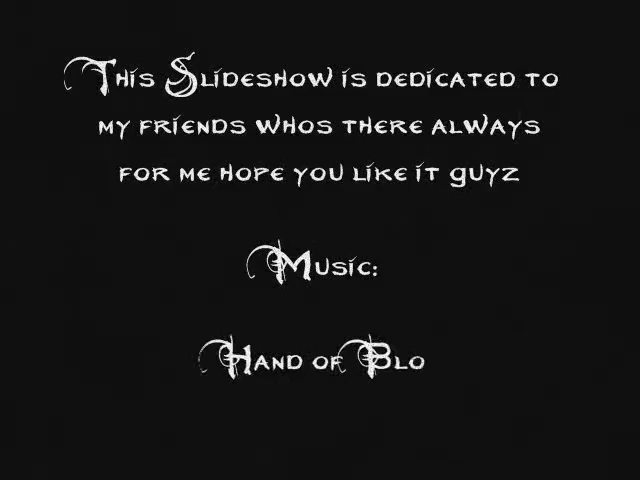 This Slideshow is dedicated to
my friends whos there always
for me hope you like it guyz
Music:
Hand of Blo